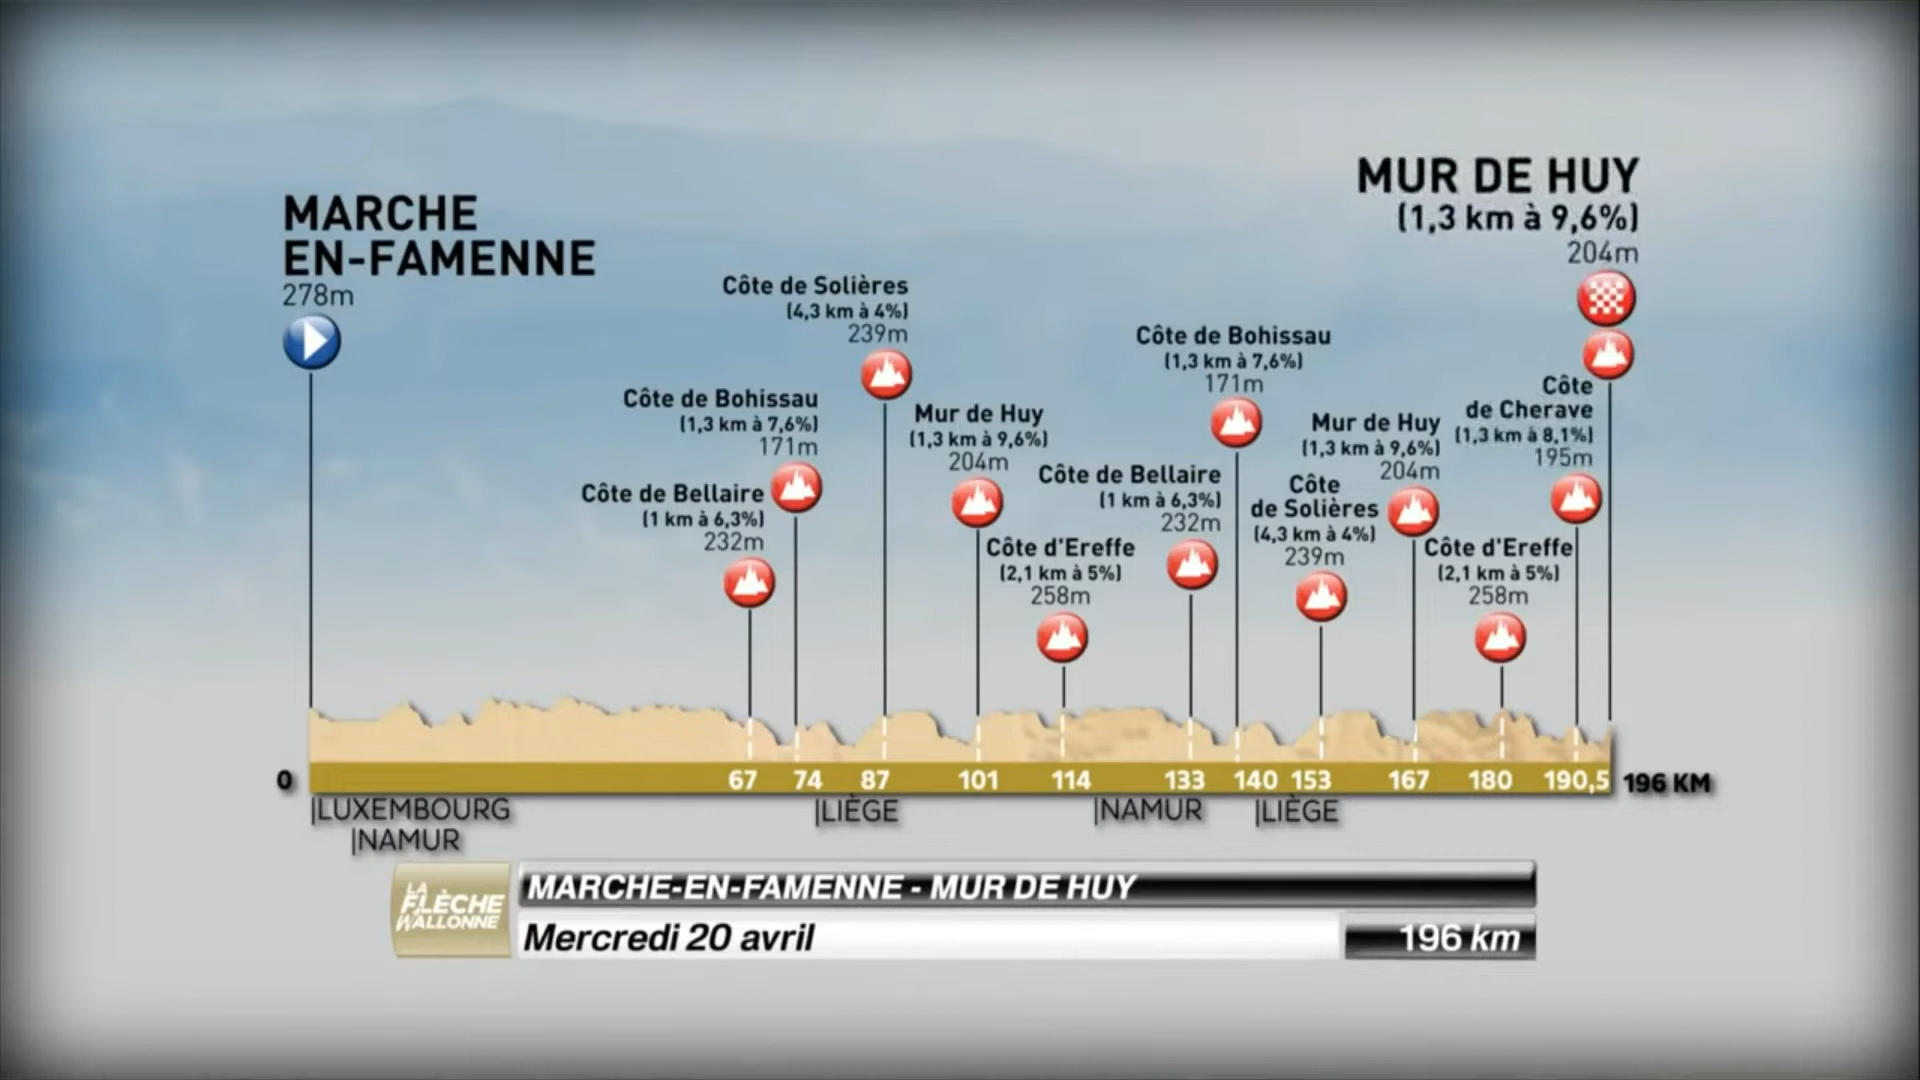 MARCHE
EN-FAMENNE
278m
Côte de Bellaire
(1 km à 6,3%)
232m
Côte de Bohissau
(1,3 km à 7,6%)
171m
Côte de Solières
(4,3 km à 4%)
239m
Mur de Huy
(1,3 km à 9,6%)
204m
Côte d'Ereffe
(2,1 km à 5%)
258m
Côte de Bellaire
(1 km à 6,3%)
232m
Côte de Bohissau
(1,3 km à 7,6%)
171m
Côte
de Solières
(4,3 km à 4%)
239m
Mur de Huy
(1,3 km à 9,6%)
204m
Côte d'Ereffe
(2,1 km à 5%)
258m
Côte
de Cherave
(1,3 km à 8,1%)
195m
MUR DE HUY
(1,3 km à 9,6%)
204m
0 67 74 87 101 114 133 140 153 167 180 190,5 196 KM
|LUXEMBOURG |LIÈGE |NAMUR |LIÈGE
|NAMUR
LA
FLÈCHE
WALLONNE
MARCHE-EN-FAMENNE - MUR DE HUY
Mercredi 20 avril 196 km